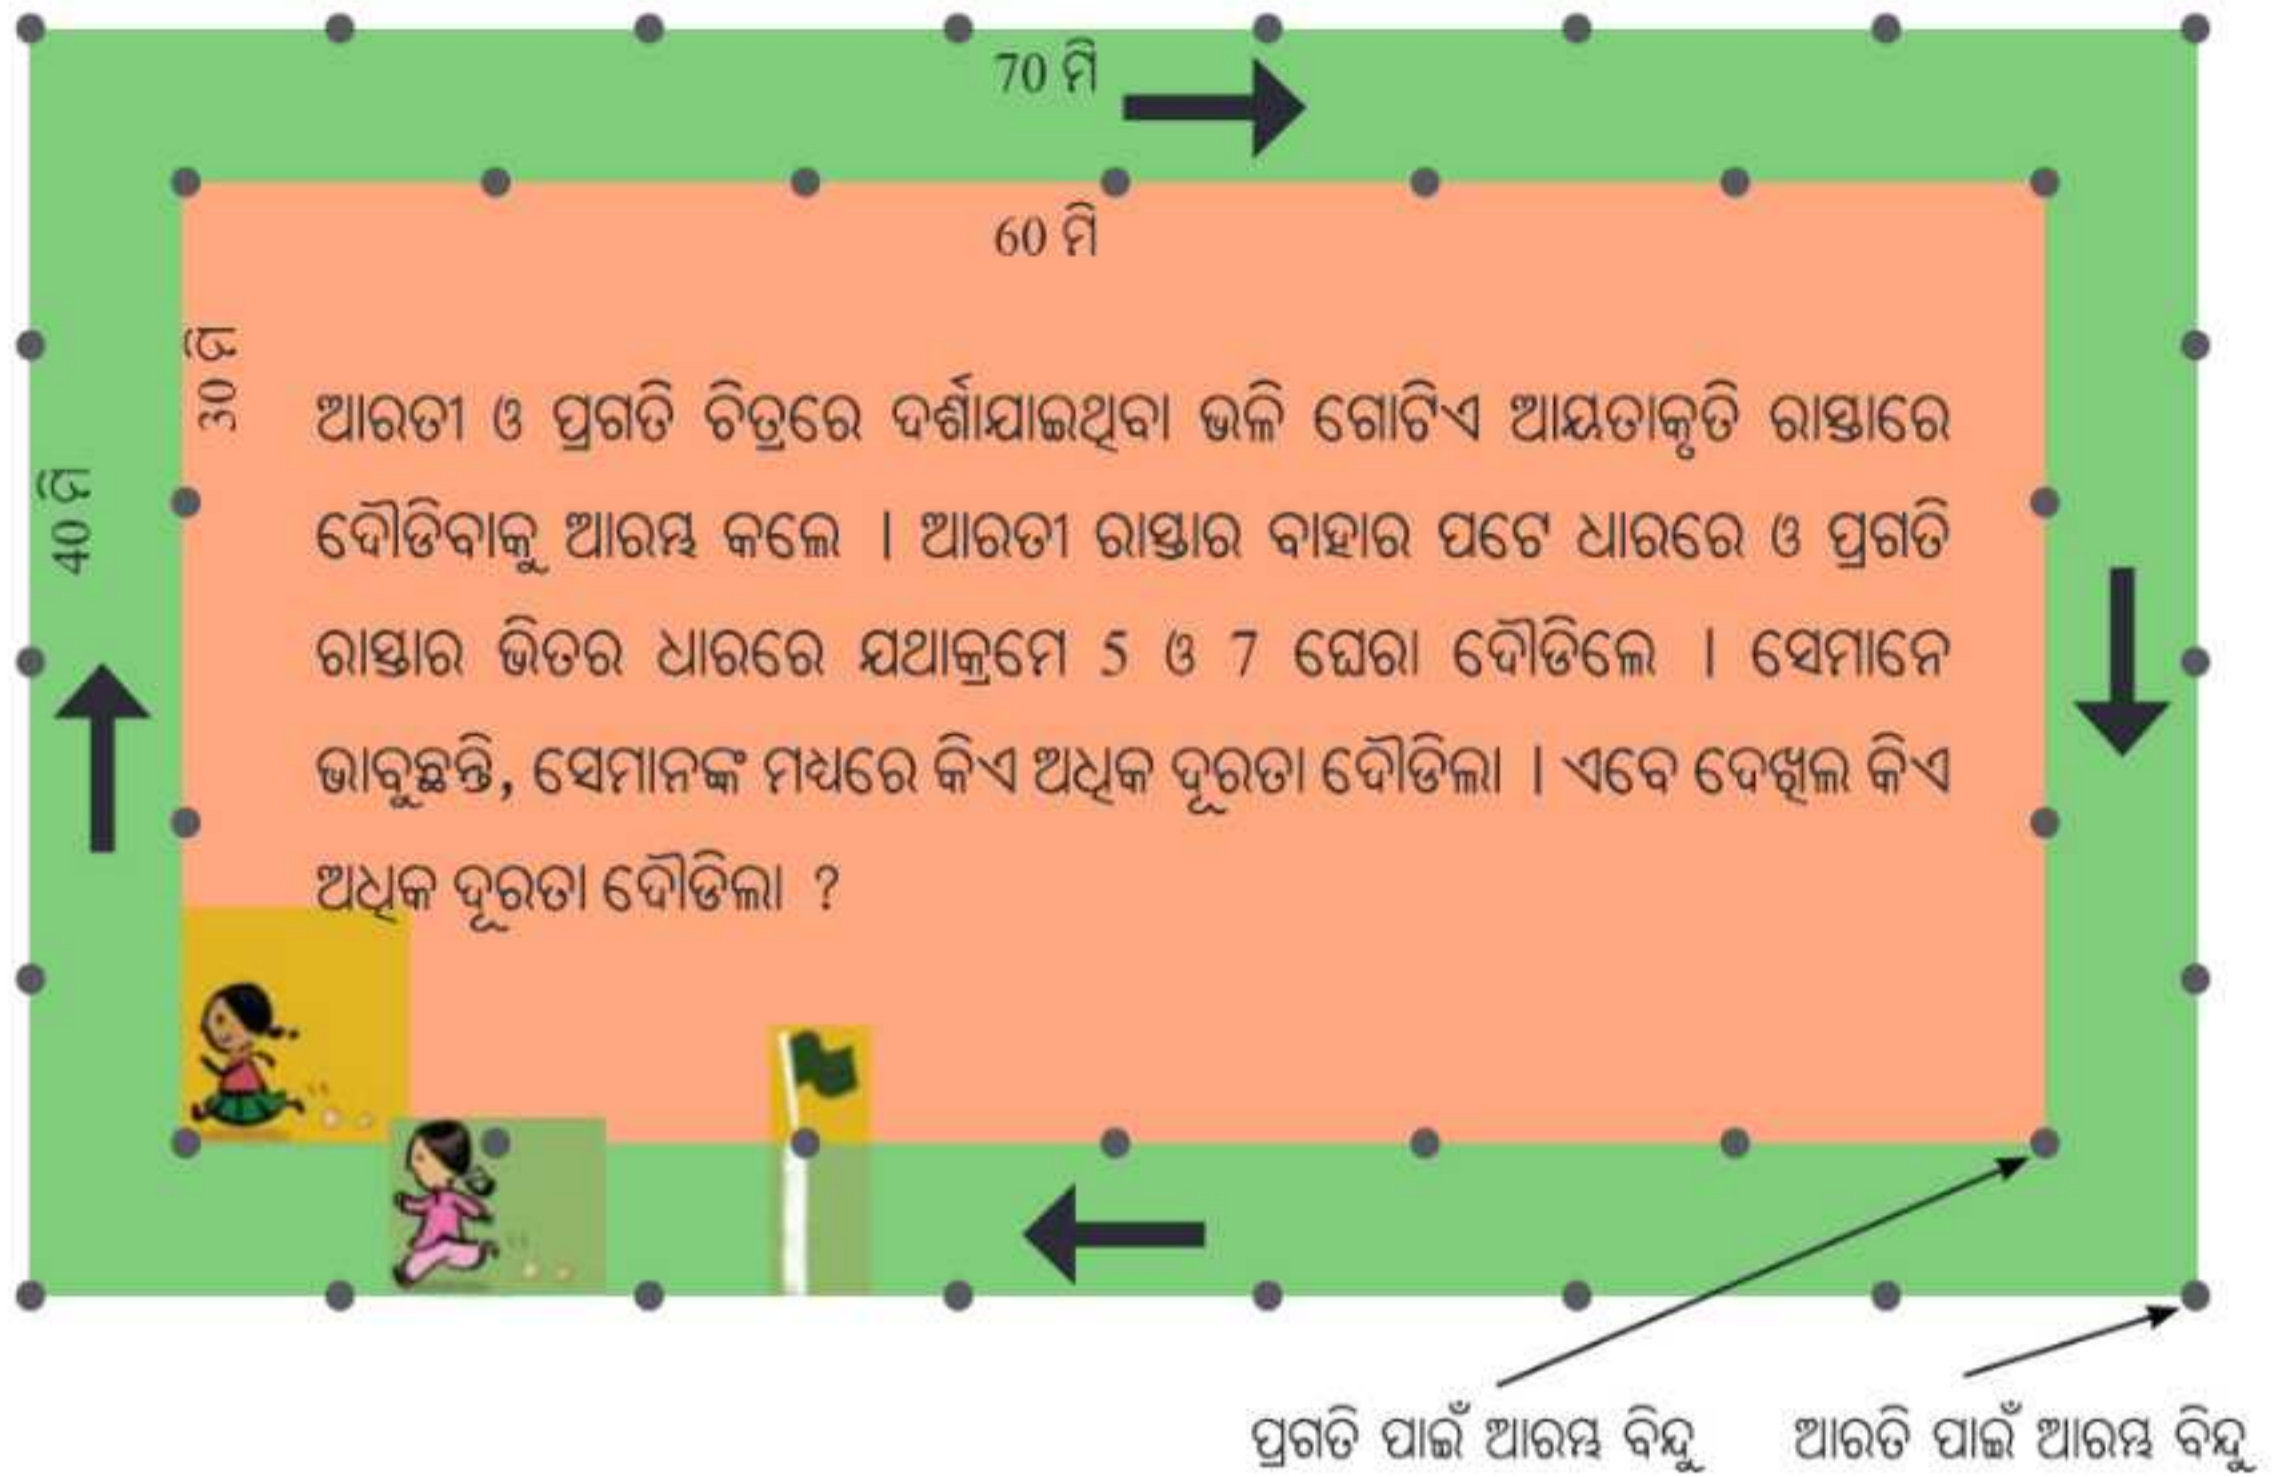 70 ମି
60 ମି
30 ମି
40 ମି
ଆରତୀ ଓ ପ୍ରଗତି ଚିତ୍ରରେ ଦର୍ଶାଯାଇଥିବା ଭଳି ଗୋଟିଏ ଆୟତାକୃତି ରାସ୍ତାରେ
ଦୌଡିବାକୁ ଆରମ୍ଭ କଲେ । ଆରତୀ ରାସ୍ତାର ବାହାର ପଟେ ଧାରରେ ଓ ପ୍ରଗତି
ରାସ୍ତାର ଭିତର ଧାରରେ ଯଥାକ୍ରମେ 5 ଓ 7 ଘେରା ଦୌଡିଲେ । ସେମାନେ
ଭାବୁଛନ୍ତି, ସେମାନଙ୍କ ମଧ୍ୟରେ କିଏ ଅଧିକ ଦୂରତା ଦୌଡିଲା । ଏବେ ଦେଖିଲ କିଏ
ଅଧିକ ଦୂରତା ଦୌଡିଲା ?
ପ୍ରଗତି ପାଇଁ ଆରମ୍ଭ ବିନ୍ଦୁ
ଆରତି ପାଇଁ ଆରମ୍ଭ ବିନ୍ଦୁ